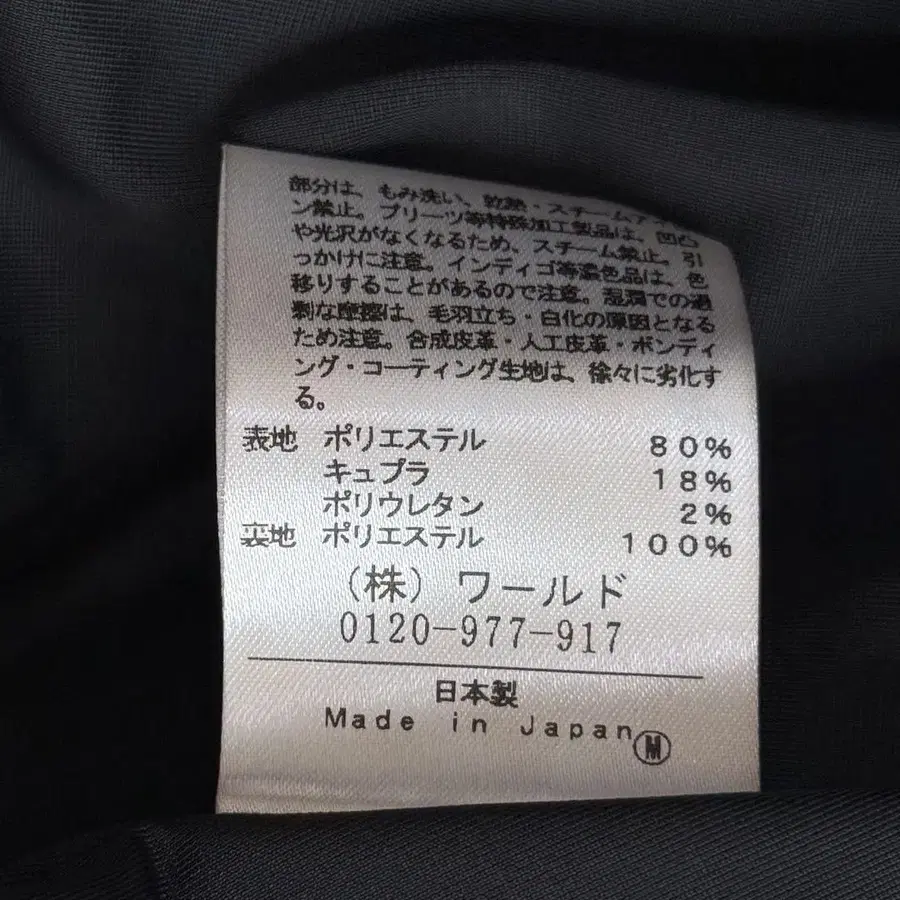 部分は、もみ洗い、乾熱・スチームアイロ
ン禁止。プリーツ等特殊加工製品は、凹凸
や光沢がなくなるため、スチーム禁止。引
っかけに注意。インディゴ等濃色品は、色
移りすることがあるので注意。湿潤での過
剰な摩擦は、毛羽立ち・白化の原因となる
ため注意。合成皮革・人工皮革・ボンディ
ング・コーティング生地は、徐々に劣化す
る。
表地 ポリエステル 80%
キュプラ 18%
ポリウレタン 2%
裏地 ポリエステル 100%
(株) ワールド
0120-977-917
日本製
Made in Japan Ⓜ